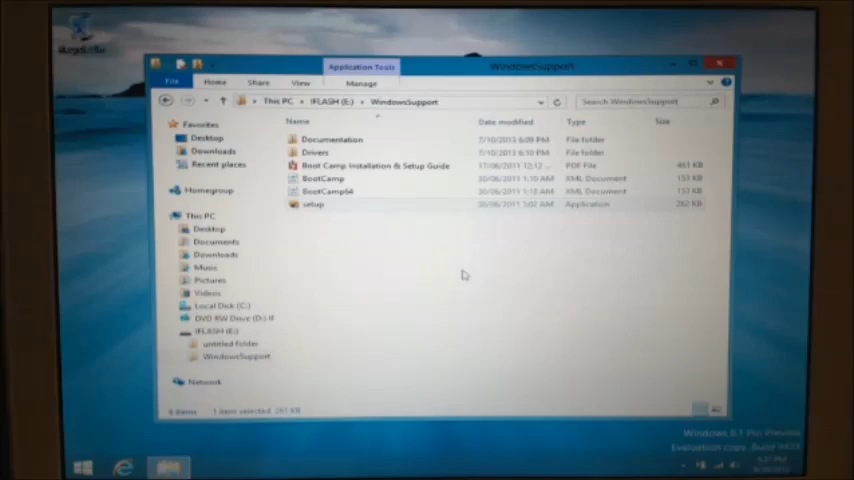 Application Tools
WindowsSupport
File Home Share View Manage
This PC IFLASH (E:) WindowsSupport
Search WindowsSupport
Name Date modified Type Size
Documentation 7/10/2013 6:09 PM File folder
Drivers 7/10/2013 6:10 PM File folder
Boot Camp Installation & Setup Guide 17/06/2011 12:12 ... PDF File 461 KB
BootCamp 30/06/2011 1:10 AM XML Document 153 KB
BootCamp64 30/06/2011 1:10 AM XML Document 153 KB
setup 30/06/2011 1:02 AM Application 262 KB
Favorites
Desktop
Downloads
Recent places
Homegroup
This PC
Desktop
Documents
Downloads
Music
Pictures
Videos
Local Disk (C:)
DVD RW Drive (D:) If
IFLASH (E:)
untitled folder
WindowsSupport
Network
6 items 1 item selected 261 KB
Windows 8.1 Pro Preview
Evaluation copy. Build 9431